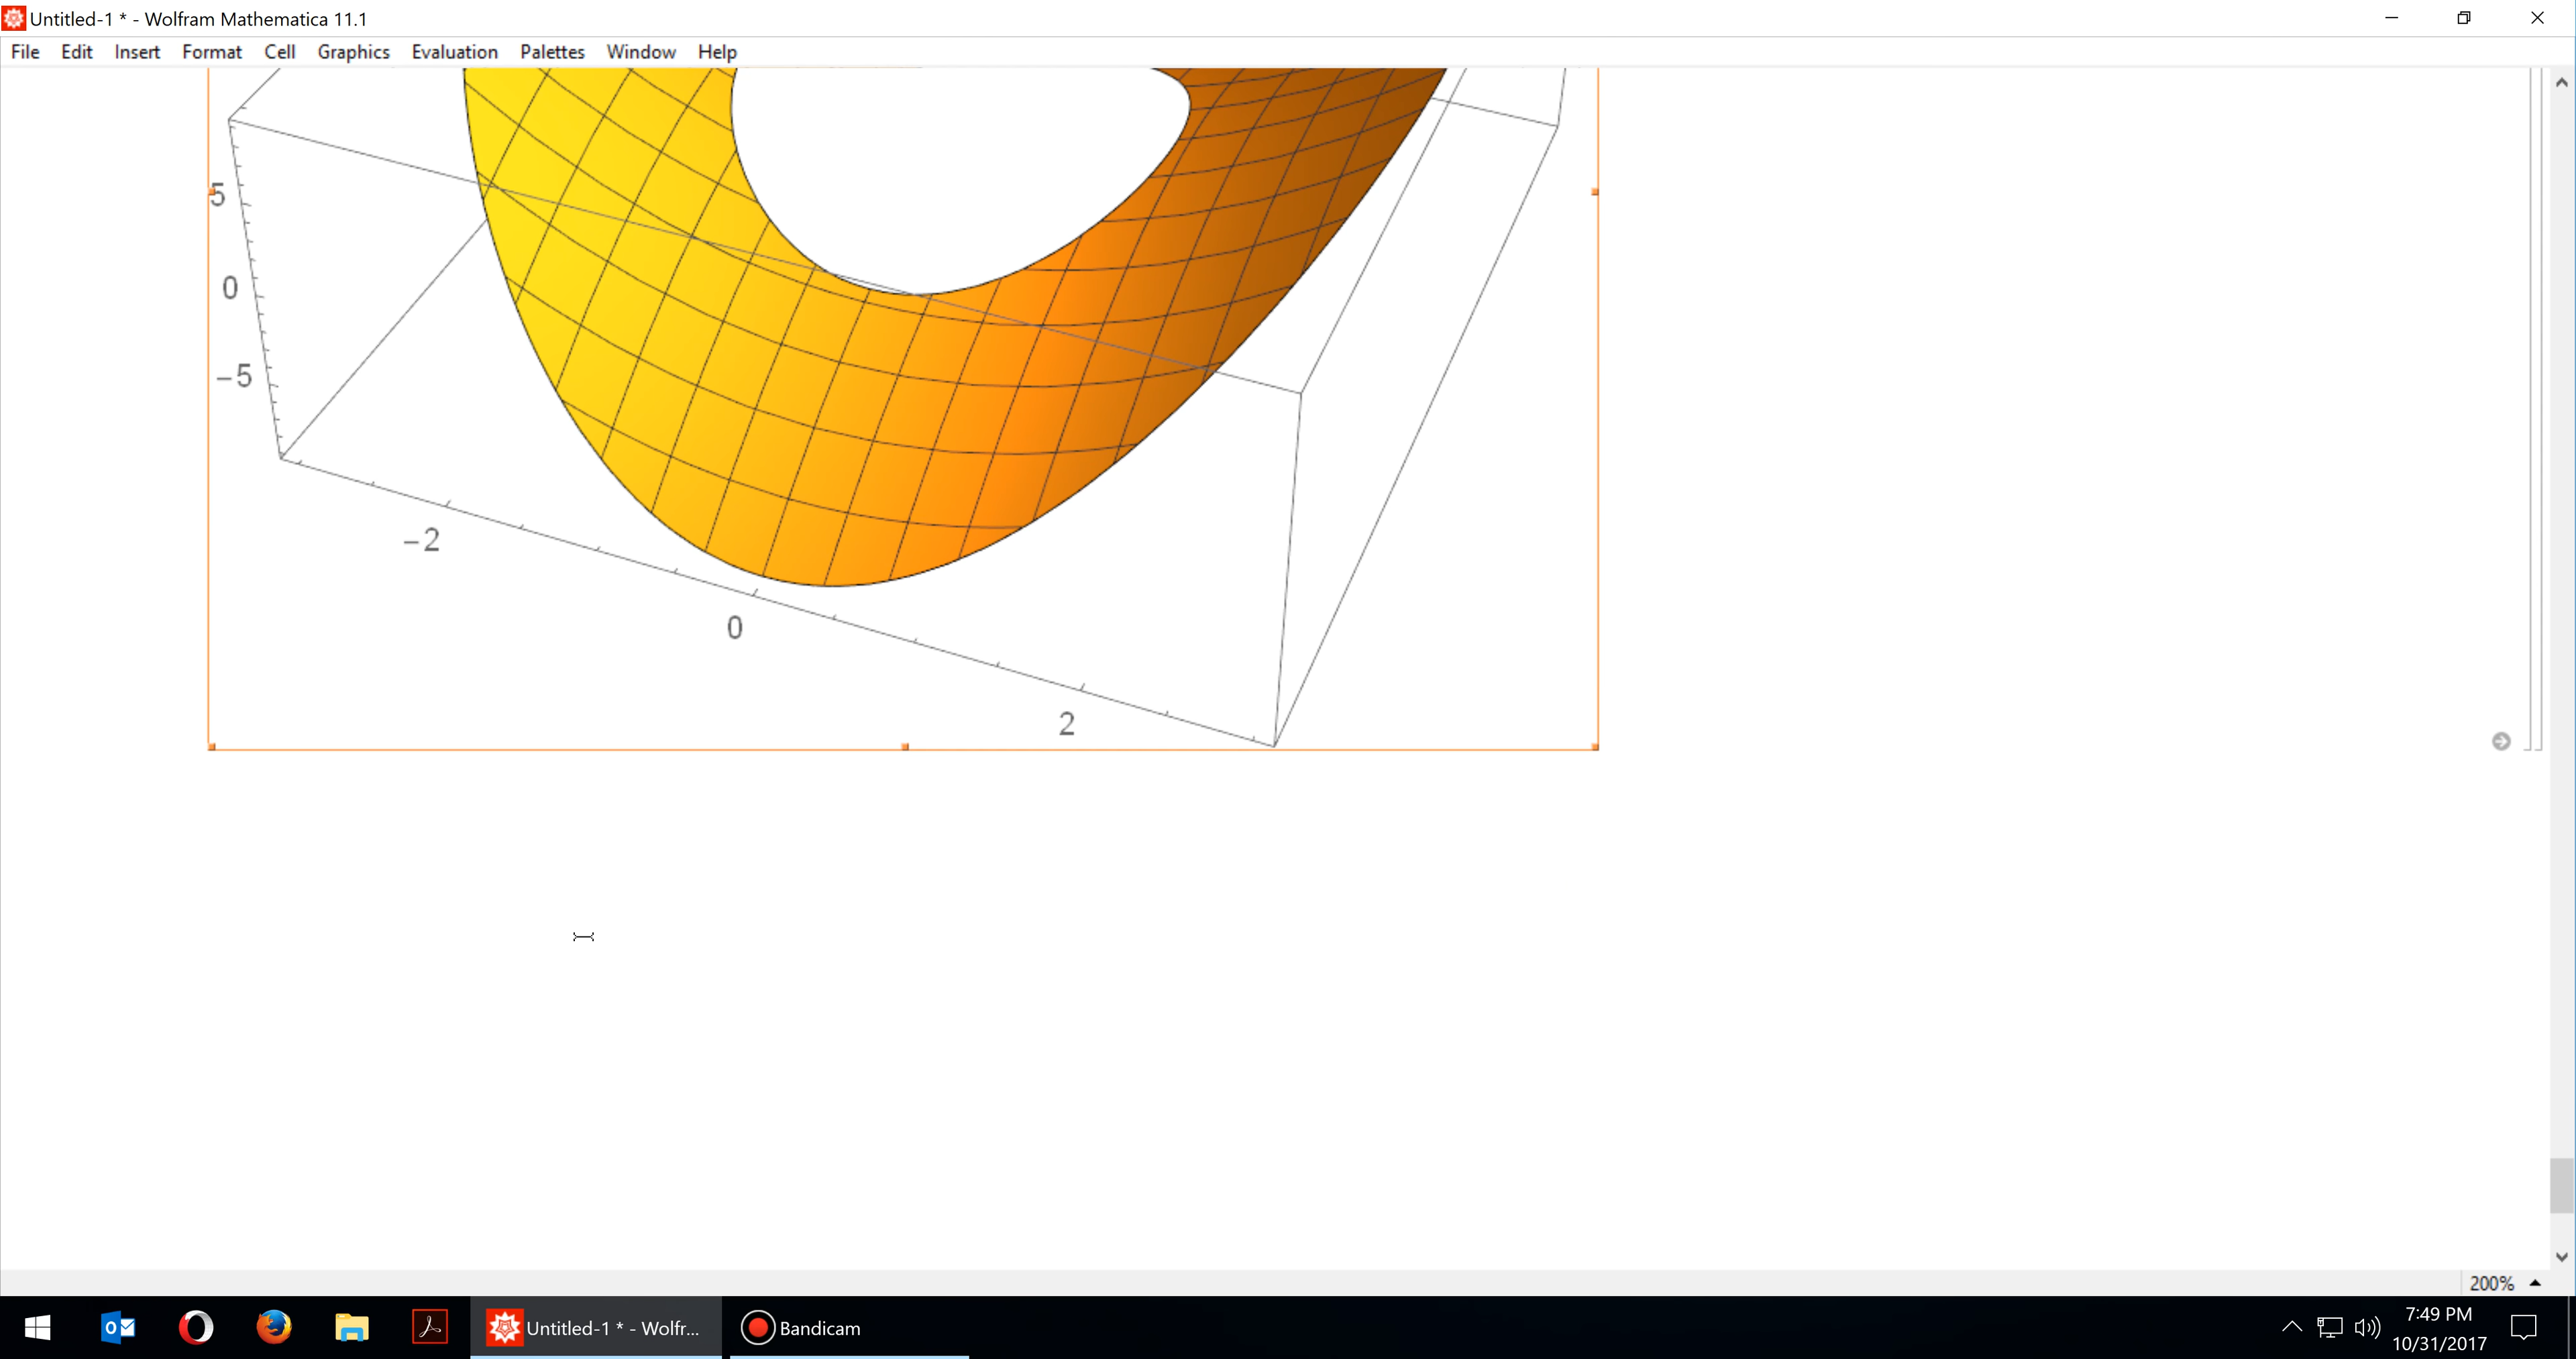 Untitled-1 * - Wolfram Mathematica 11.1
File Edit Insert Format Cell Graphics Evaluation Palettes Window Help
5
0
−5
−2
0
2
200%
Untitled-1 * - Wolfr...
Bandicam
7:49 PM
10/31/2017